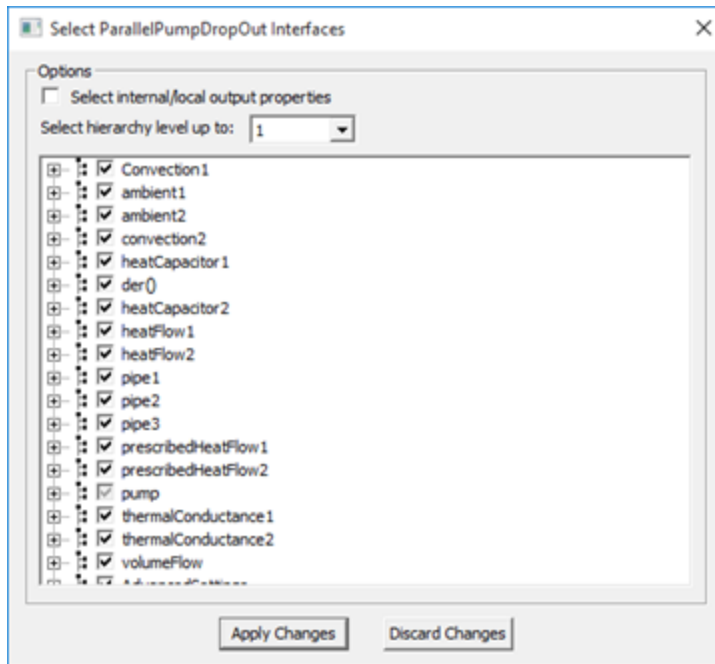 Select ParallelPumpDropOut Interfaces
Options
Select internal/local output properties
Select hierarchy level up to: 1
Convection1
ambient1
ambient2
convection2
heatCapacitor1
der()
heatCapacitor2
heatFlow1
heatFlow2
pipe1
pipe2
pipe3
prescribedHeatFlow1
prescribedHeatFlow2
pump
thermalConductance1
thermalConductance2
volumeFlow
Apply Changes Discard Changes